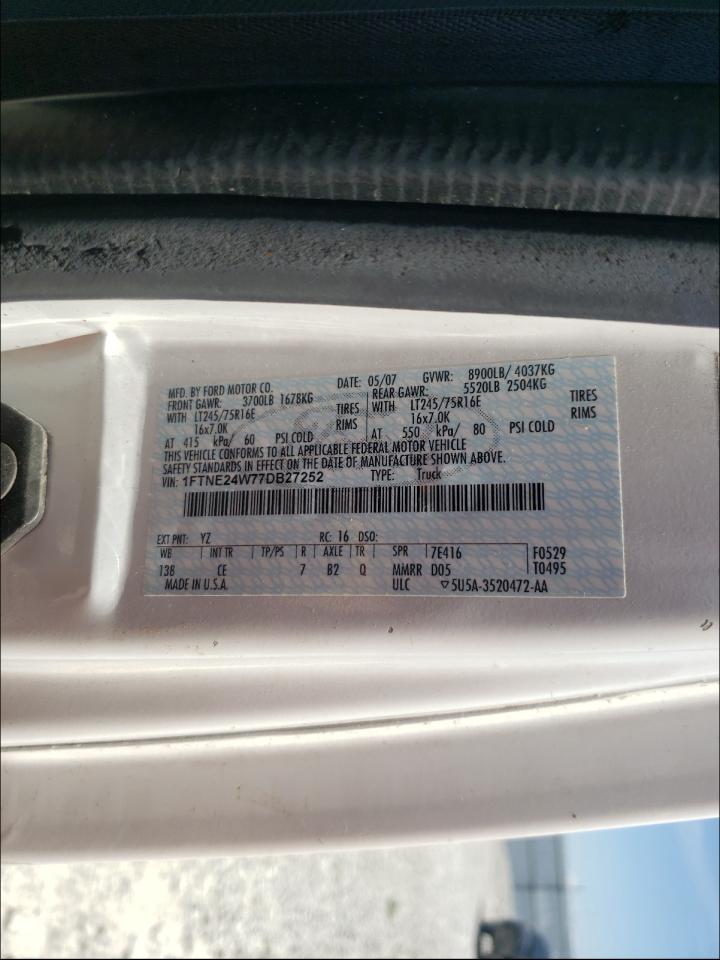 MFD. BY FORD MOTOR CO.
DATE: 05/07 GVWR: 8900LB/ 4037KG
FRONT GAWR: 3700LB 1678KG REAR GAWR: 5520LB 2504KG
WITH LT245/75R16E TIRES WITH LT245/75R16E TIRES
16x7.0K RIMS 16x7.0K RIMS
AT 415 kPa/ 60 PSI COLD AT 550 kPa/ 80 PSI COLD
THIS VEHICLE CONFORMS TO ALL APPLICABLE FEDERAL MOTOR VEHICLE
SAFETY STANDARDS IN EFFECT ON THE DATE OF MANUFACTURE SHOWN ABOVE.
VIN: 1FTNE24W77DB27252 TYPE: Truck
EXT PNT: YZ RC: 16 DSO:
WB INT TR TP/PS R AXLE TR SPR 7E416 F0529
138 CE 7 B2 Q MMRR D05 T0495
MADE IN U.S.A. ULC ▽5U5A-3520472-AA